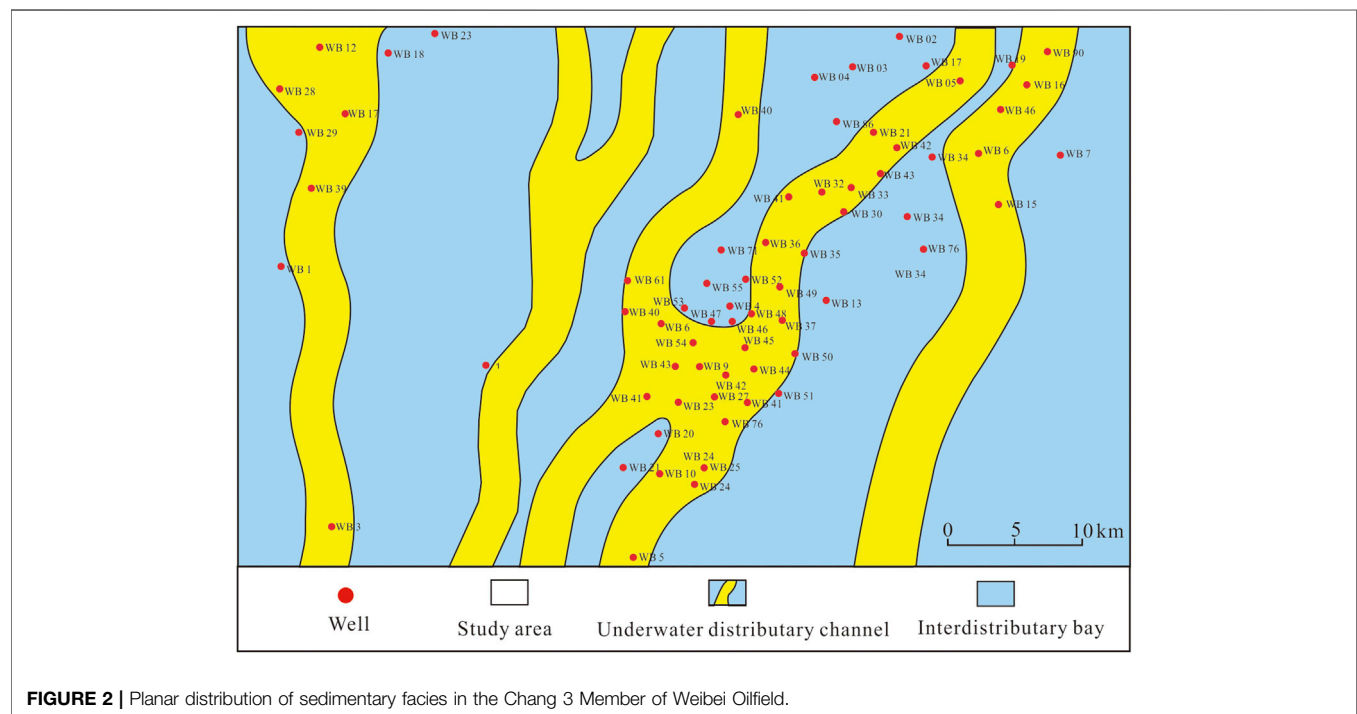 WB 23
WB 02
WB 12
WB 18
WB 17
WB 19
WB 90
WB 03
WB 04
WB 05
WB 16
WB 28
WB 17
WB 40
WB 46
WB 29
WB 21
WB 42
WB 34
WB 6
WB 7
WB 43
WB 39
WB 32
WB 33
WB 41
WB 15
WB 30
WB 34
WB 36
WB 71
WB 35
WB 76
WB 1
WB 34
WB 61
WB 52
WB 55
WB 49
WB 53
WB 13
WB 4
WB 40
WB 47
WB 48
WB 6
WB 46
WB 37
WB 54
WB 45
WB 50
1
WB 43
WB 9
WB 44
WB 42
WB 41
WB 23
WB 27
WB 41
WB 51
WB 76
WB 20
WB 24
WB 21
WB 10
WB 25
WB 24
WB 3
WB 5
0 5 10 km
Well
Study area
Underwater distributary channel
Interdistributary bay
FIGURE 2 | Planar distribution of sedimentary facies in the Chang 3 Member of Weibei Oilfield.